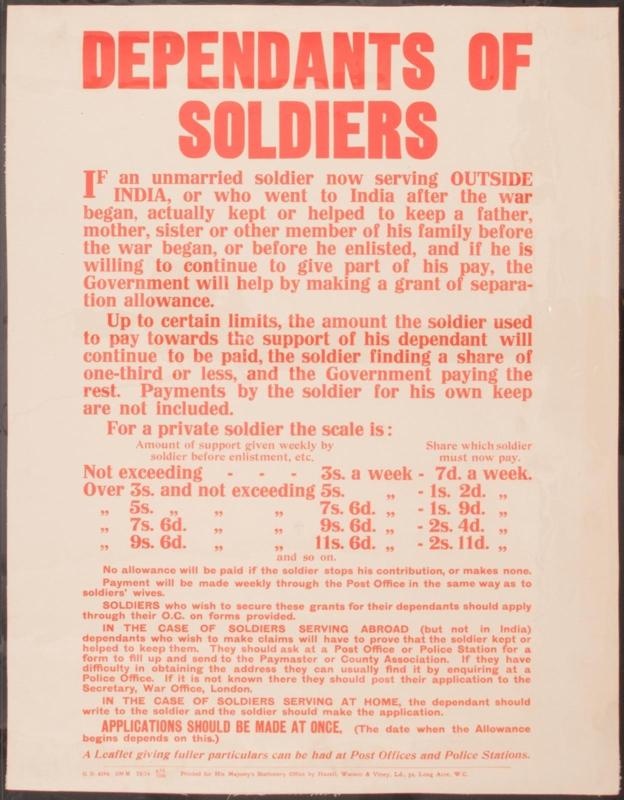 DEPENDANTS OF
SOLDIERS
IF an unmarried soldier now serving OUTSIDE
INDIA, or who went to India after the war
began, actually kept or helped to keep a father,
mother, sister or other member of his family before
the war began, or before he enlisted, and if he is
willing to continue to give part of his pay, the
Government will help by making a grant of separa-
tion allowance.
Up to certain limits, the amount the soldier used
to pay towards the support of his dependant will
continue to be paid, the soldier finding a share of
one-third or less, and the Government paying the
rest. Payments by the soldier for his own keep
are not included.
For a private soldier the scale is:
Amount of support given weekly by Share which soldier
soldier before enlistment, etc. must now pay.
Not exceeding - - - 3s. a week - 7d. a week.
Over 3s. and not exceeding 5s. „ - 1s. 2d. „
„ 5s. „ „ „ 7s. 6d. „ - 1s. 9d. „
„ 7s. 6d. „ „ 9s. 6d. „ - 2s. 4d. „
„ 9s. 6d. „ „ 11s. 6d. „ - 2s. 11d. „
and so on.
No allowance will be paid if the soldier stops his contribution, or makes none.
Payment will be made weekly through the Post Office in the same way as to
soldiers' wives.
SOLDIERS who wish to secure these grants for their dependants should apply
through their O.C. on forms provided.
IN THE CASE OF SOLDIERS SERVING ABROAD (but not in India)
dependants who wish to make claims will have to prove that the soldier kept or
helped to keep them. They should ask at a Post Office or Police Station for a
form to fill up and send to the Paymaster or County Association. If they have
difficulty in obtaining the address they can usually find it by enquiring at a
Police Office. If it is not known there they should post their application to the
Secretary, War Office, London.
IN THE CASE OF SOLDIERS SERVING AT HOME, the dependant should
write to the soldier and the soldier should make the application.
APPLICATIONS SHOULD BE MADE AT ONCE. (The date when the Allowance
begins depends on this.)
A Leaflet giving fuller particulars can be had at Post Offices and Police Stations.
Printed for His Majesty's Stationery Office by Hazell, Watson & Viney, Ld., 52, Long Acre, W.C.